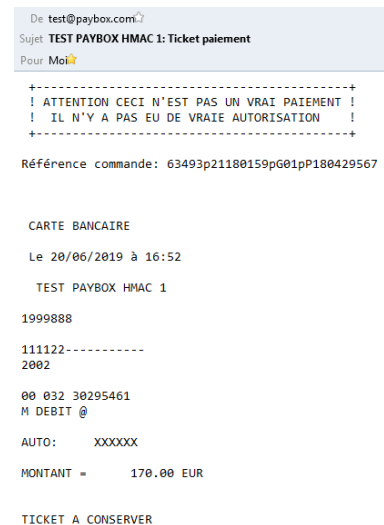 De test@paybox.com
Sujet TEST PAYBOX HMAC 1: Ticket paiement
Pour Moi
+-------------------------------------------+
! ATTENTION CECI N'EST PAS UN VRAI PAIEMENT !
! IL N'Y A PAS EU DE VRAIE AUTORISATION !
+-------------------------------------------+
Référence commande: 63493p21180159pG01pP180429567
CARTE BANCAIRE
Le 20/06/2019 à 16:52
TEST PAYBOX HMAC 1
1999888
111122-----------
2002
00 032 30295461
M DEBIT @
AUTO: XXXXXX
MONTANT = 170.00 EUR
TICKET A CONSERVER